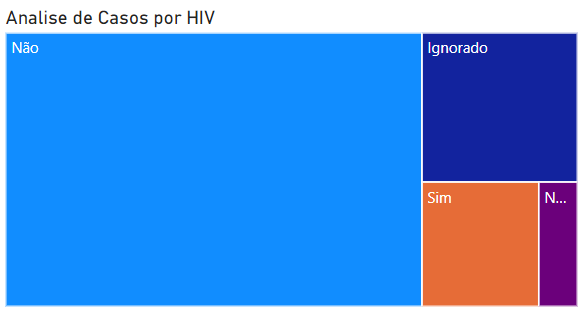 Analise de Casos por HIV
Não
Ignorado
Sim
N...